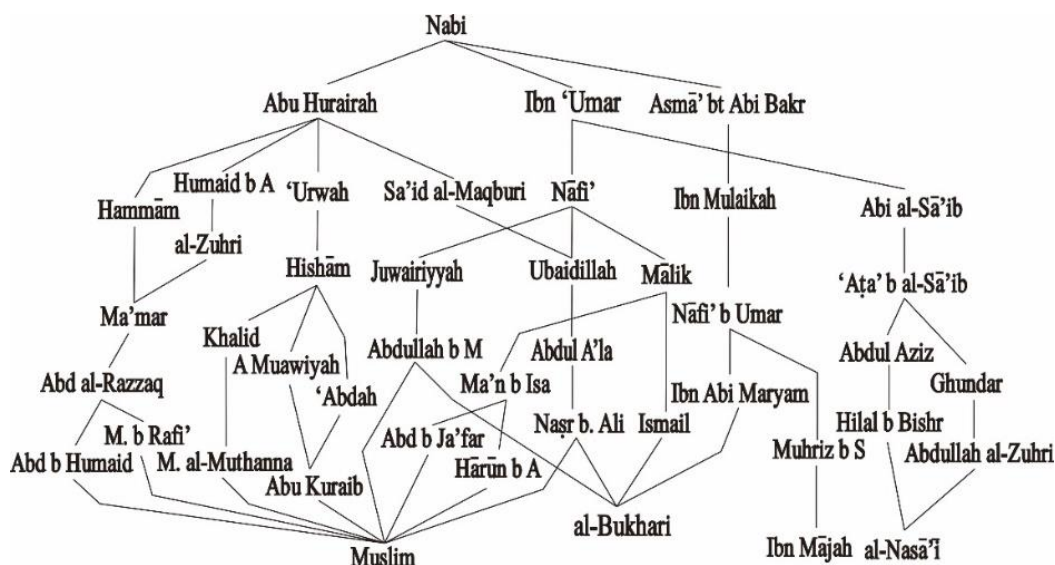 Nabi
Abu Hurairah
Ibn ‘Umar
Asmā’ bt Abi Bakr
Hammām
Humaid b A
‘Urwah
Sa’id al-Maqburi
Nāfi’
Ibn Mulaikah
Abi al-Sā’ib
al-Zuhri
Hishām
Juwairiyyah
Ubaidillah
Mālik
‘Aṭa’ b al-Sā’ib
Ma’mar
Khalid
A Muawiyah
‘Abdah
Abdullah b M
Abdul A’la
Ma’n b Isa
Nāfi’ b Umar
Abdul Aziz
Ghundar
Abd al-Razzaq
M. b Rafi’
Abd b Humaid
M. al-Muthanna
Abu Kuraib
Abd b Ja’far
Hārūn b A
Naṣr b. Ali
Ismail
Ibn Abi Maryam
Muhriz b S
Hilal b Bishr
Abdullah al-Zuhri
Muslim
al-Bukhari
Ibn Mājah
al-Nasā’ī